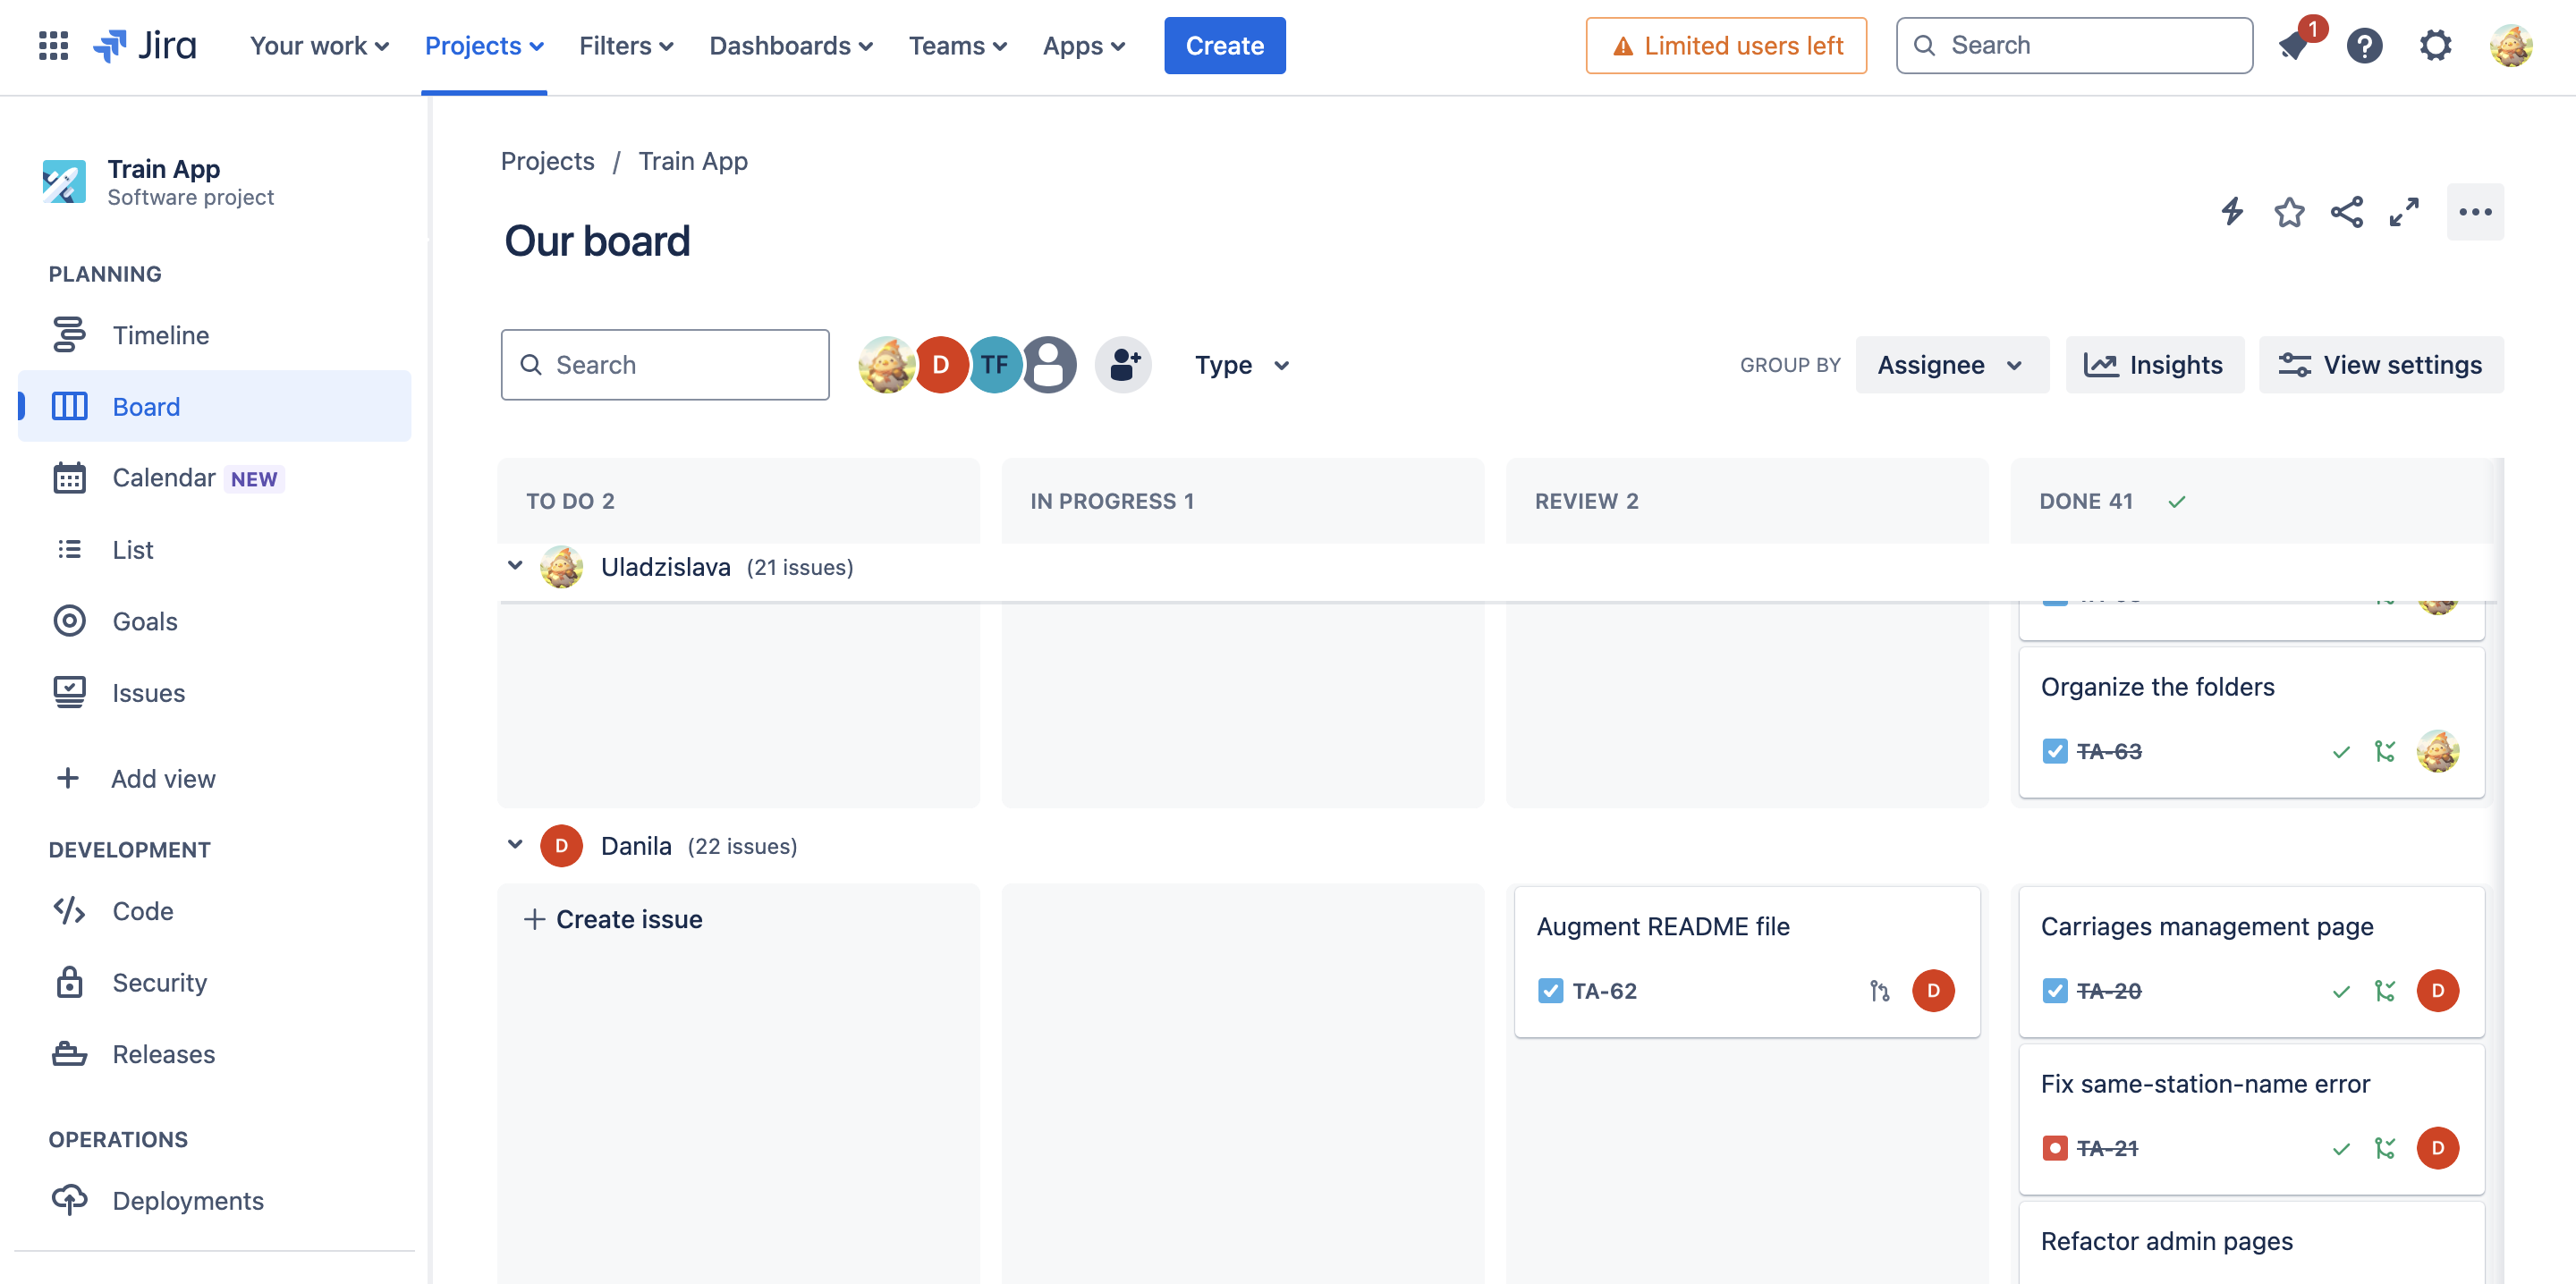 Jira Your work Projects Filters Dashboards Teams Apps Create Limited users left Search 1
Train App
Software project
PLANNING
Timeline
Board
Calendar NEW
List
Goals
Issues
Add view
DEVELOPMENT
Code
Security
Releases
OPERATIONS
Deployments
Projects / Train App
Our board
Search D TF Type GROUP BY Assignee Insights View settings
TO DO 2 IN PROGRESS 1 REVIEW 2 DONE 41
Uladzislava (21 issues)
Organize the folders
TA-63
D Danila (22 issues)
Create issue
Augment README file
TA-62 D
Carriages management page
TA-20 D
Fix same-station-name error
TA-21 D
Refactor admin pages